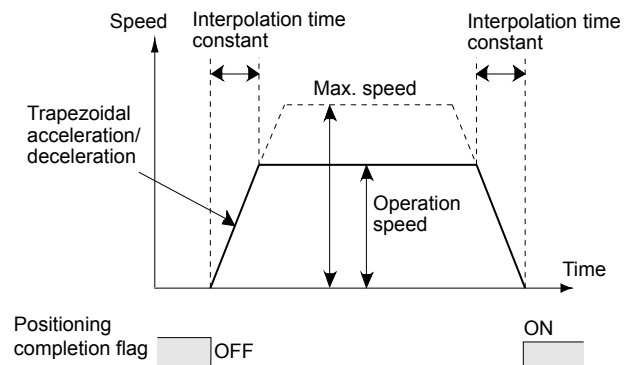 Speed
Interpolation time
constant
Interpolation time
constant
Max. speed
Trapezoidal
acceleration/
deceleration
Operation
speed
Time
Positioning
completion flag
OFF
ON